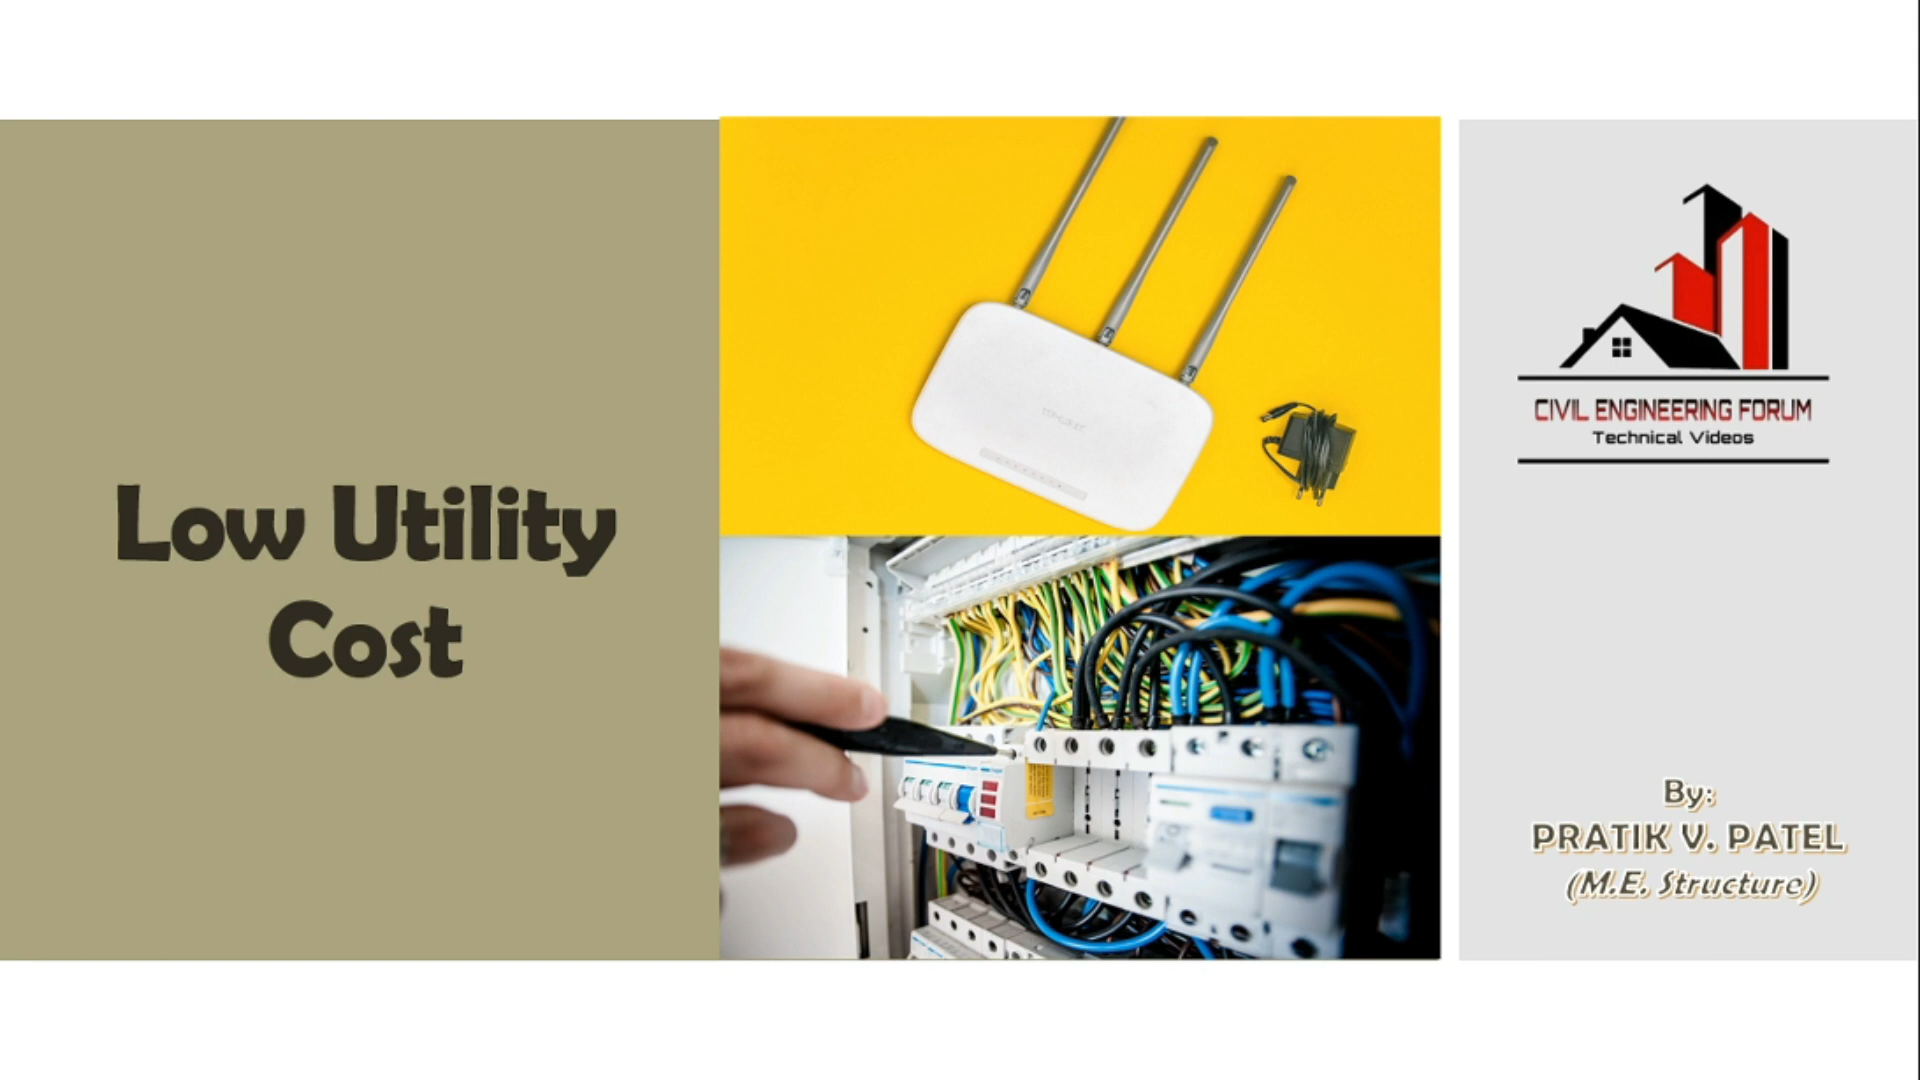 Low Utility
Cost
CIVIL ENGINEERING FORUM
Technical Videos
By:
PRATIK V. PATEL
(M.E. Structure)